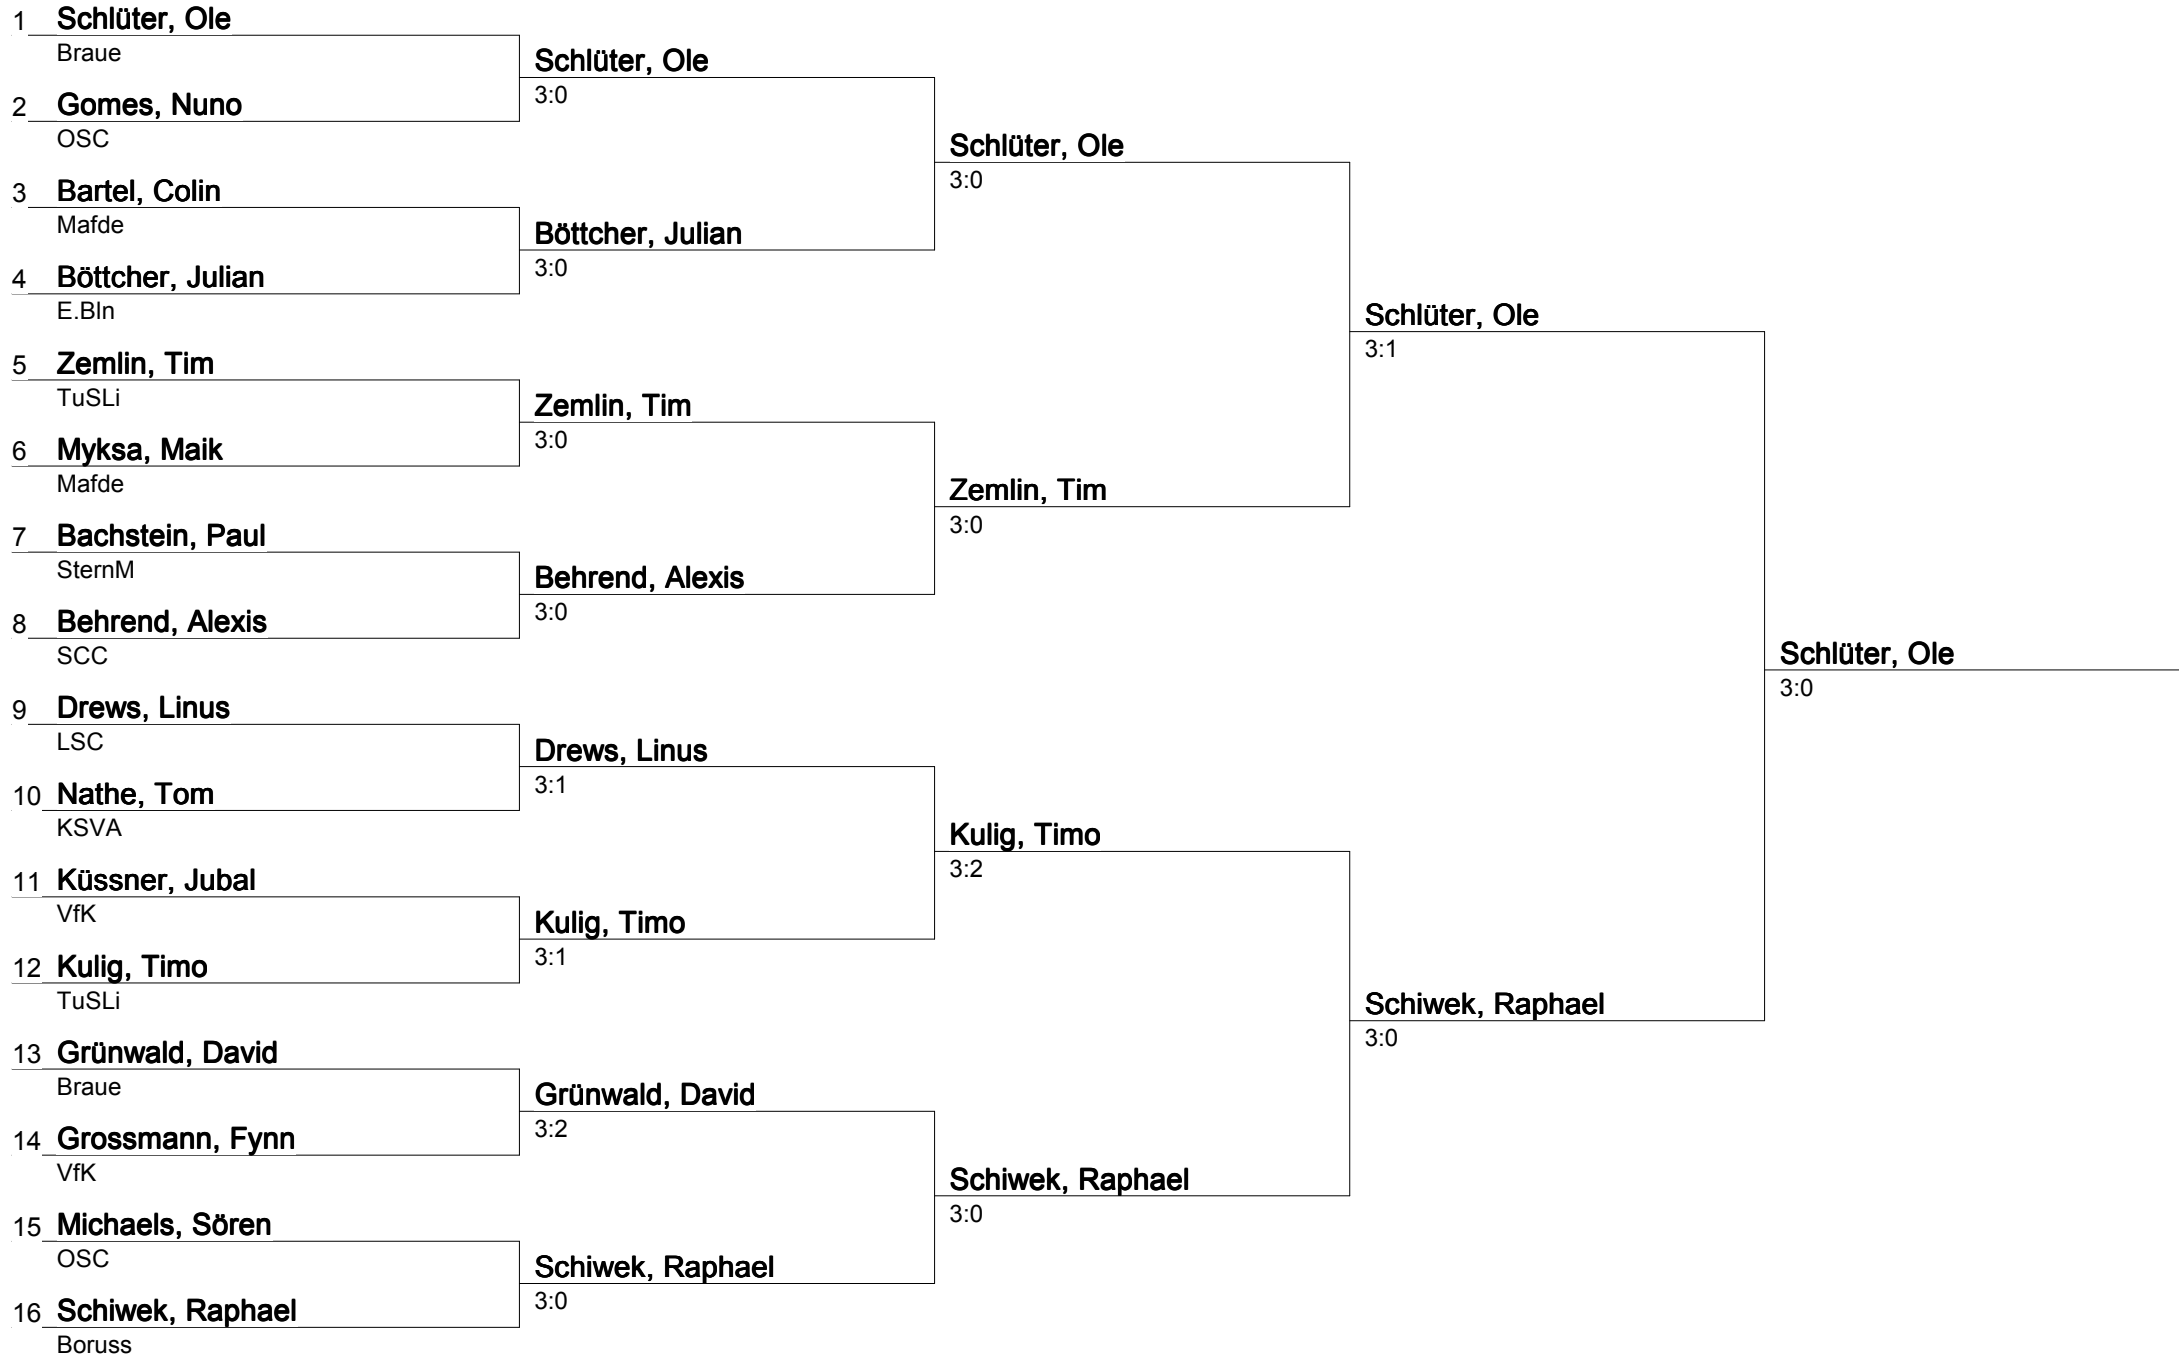 1 Schlüter, Ole
Braue
2 Gomes, Nuno
OSC
3 Bartel, Colin
Mafde
4 Böttcher, Julian
E.Bln
5 Zemlin, Tim
TuSLi
6 Myksa, Maik
Mafde
7 Bachstein, Paul
SternM
8 Behrend, Alexis
SCC
9 Drews, Linus
LSC
10 Nathe, Tom
KSVA
11 Küssner, Jubal
VfK
12 Kulig, Timo
TuSLi
13 Grünwald, David
Braue
14 Grossmann, Fynn
VfK
15 Michaels, Sören
OSC
16 Schiwek, Raphael
Boruss
Schlüter, Ole
3:0
Böttcher, Julian
3:0
Zemlin, Tim
3:0
Behrend, Alexis
3:0
Drews, Linus
3:1
Kulig, Timo
3:1
Grünwald, David
3:2
Schiwek, Raphael
3:0
Schlüter, Ole
3:0
Zemlin, Tim
3:0
Kulig, Timo
3:2
Schiwek, Raphael
3:0
Schlüter, Ole
3:1
Schiwek, Raphael
3:0
Schlüter, Ole
3:0